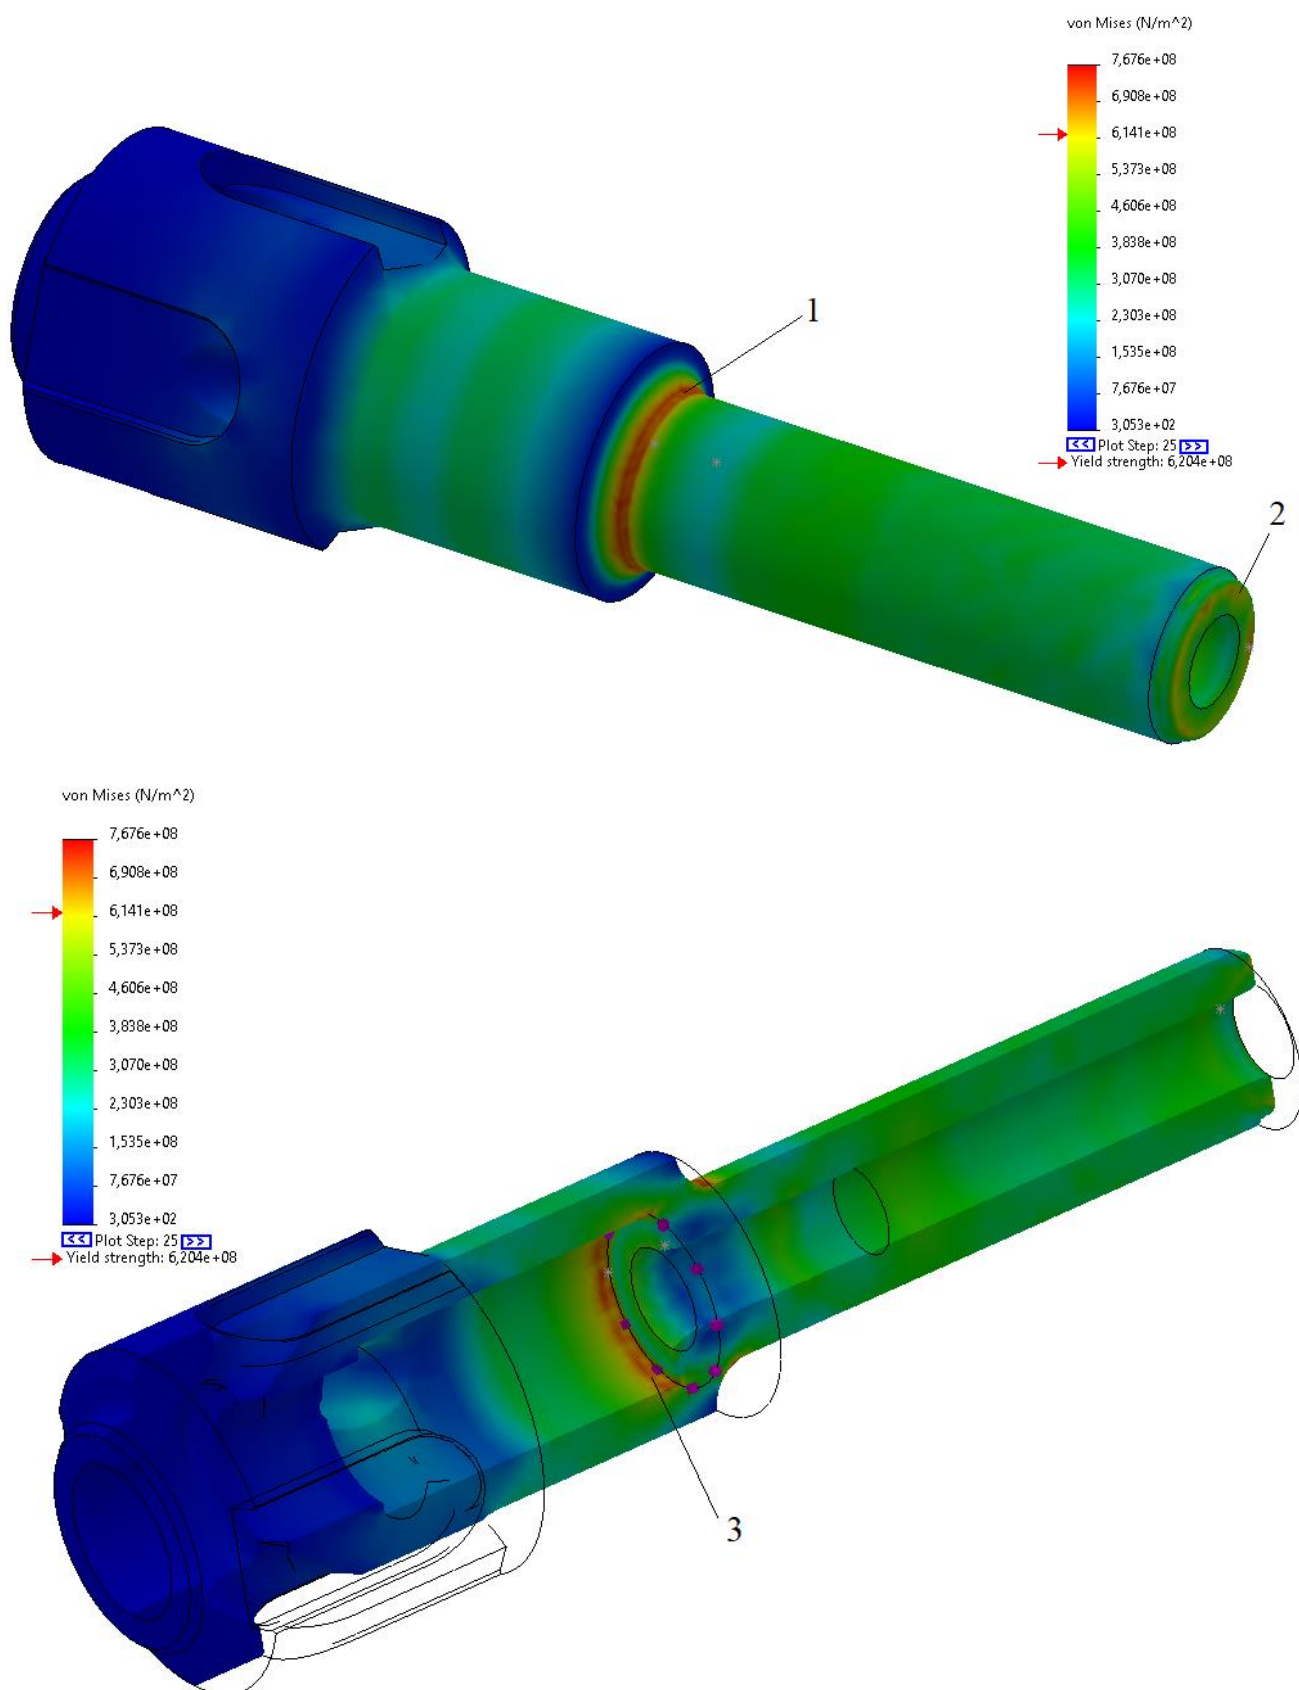 von Mises (N/m^2)
7,676e+08
6,908e+08
6,141e+08
5,373e+08
4,606e+08
3,838e+08
3,070e+08
2,303e+08
1,535e+08
7,676e+07
3,053e+02
<< Plot Step: 25 >>
Yield strength: 6,204e+08
1
2
von Mises (N/m^2)
7,676e+08
6,908e+08
6,141e+08
5,373e+08
4,606e+08
3,838e+08
3,070e+08
2,303e+08
1,535e+08
7,676e+07
3,053e+02
<< Plot Step: 25 >>
Yield strength: 6,204e+08
3